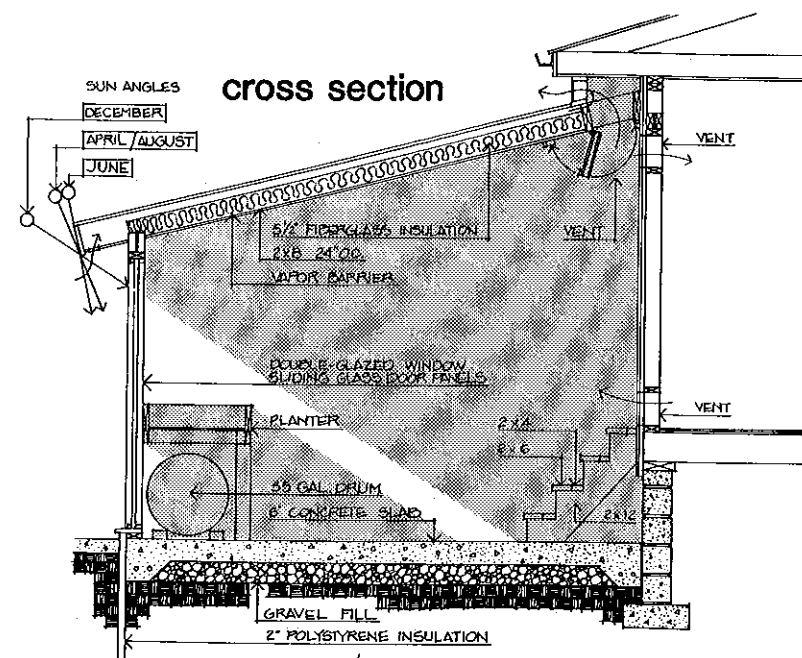 cross section
SUN ANGLES
DECEMBER
APRIL/AUGUST
JUNE
VENT
5 1/2" FIBERGLASS INSULATION
VENT
2x8 24" O.C.
VAPOR BARRIER
DOUBLE-GLAZED WINDOW
SLIDING GLASS DOOR PANELS
VENT
PLANTER
2x4
2x6
55 GAL. DRUM
6" CONCRETE SLAB
2x12
GRAVEL FILL
2" POLYSTYRENE INSULATION